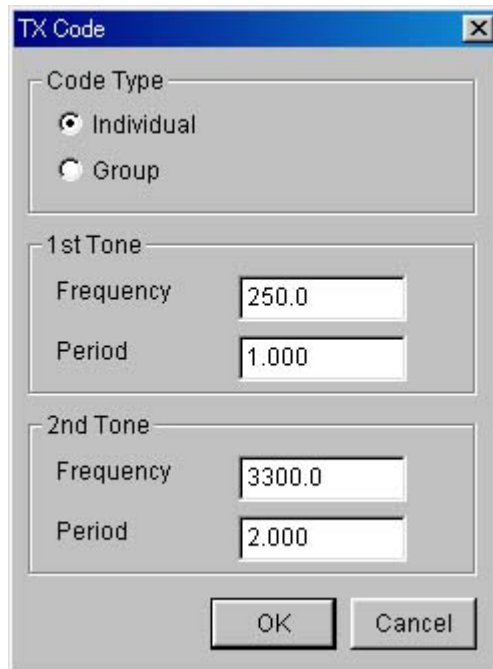 TX Code
Code Type
Individual
Group
1st Tone
Frequency 250.0
Period 1.000
2nd Tone
Frequency 3300.0
Period 2.000
OK Cancel